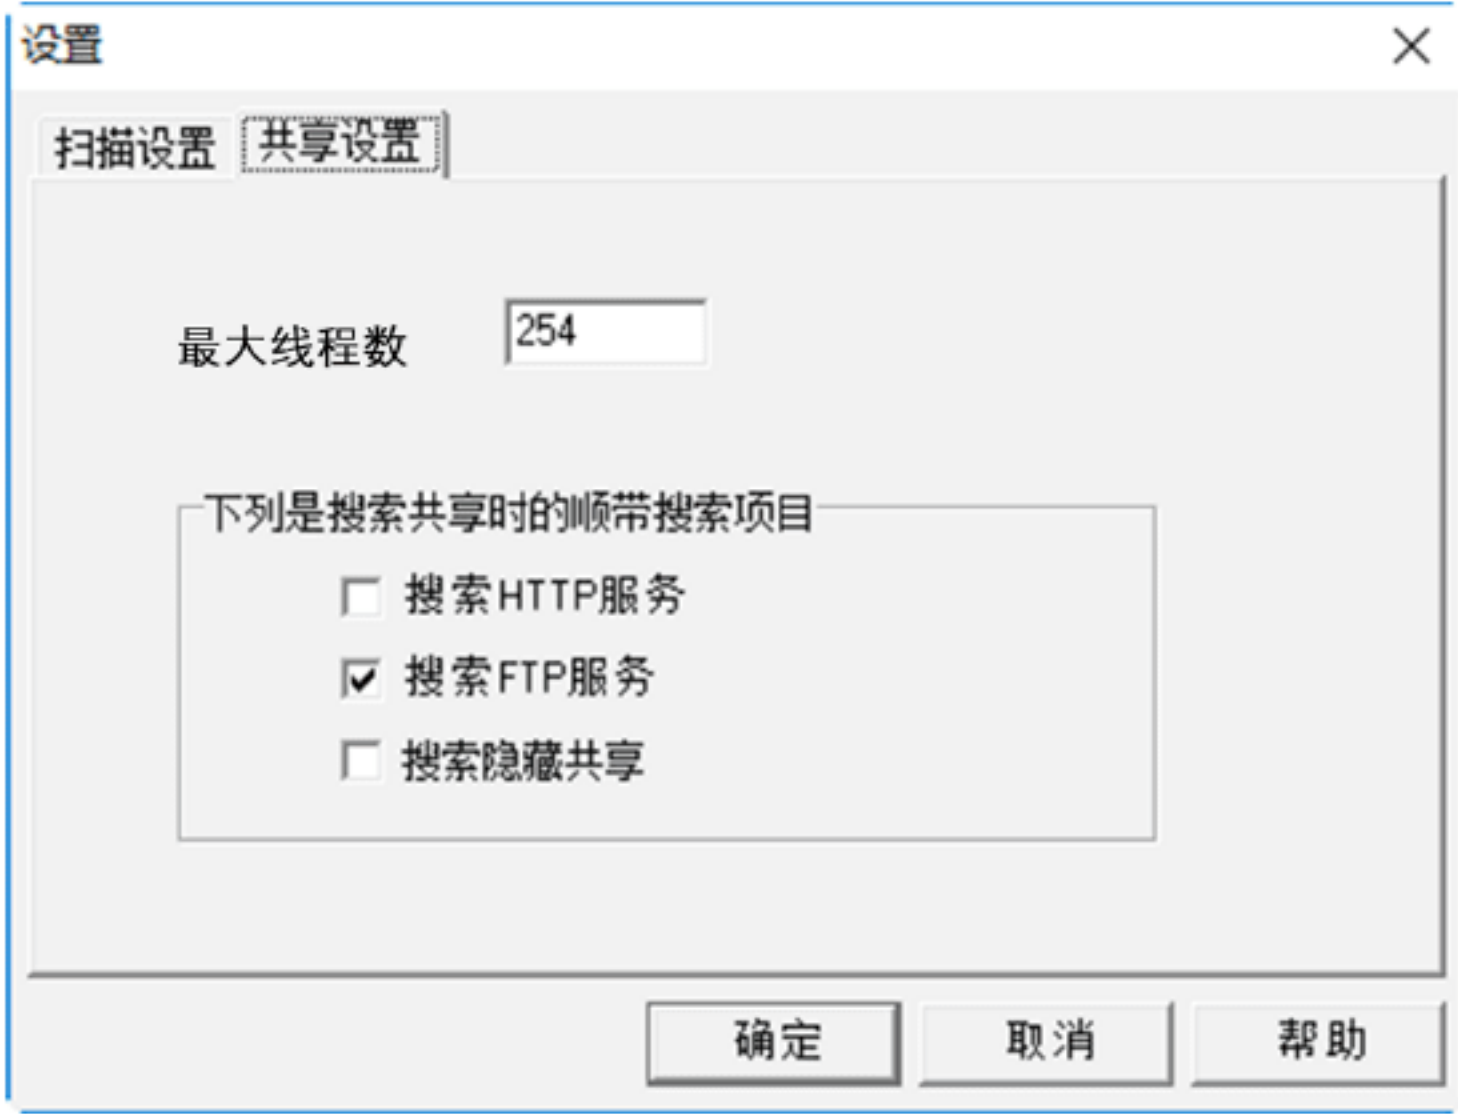 设置
扫描设置 共享设置
最大线程数 254
下列是搜索共享时的顺带搜索项目
搜索HTTP服务
搜索FTP服务
搜索隐藏共享
确定 取消 帮助